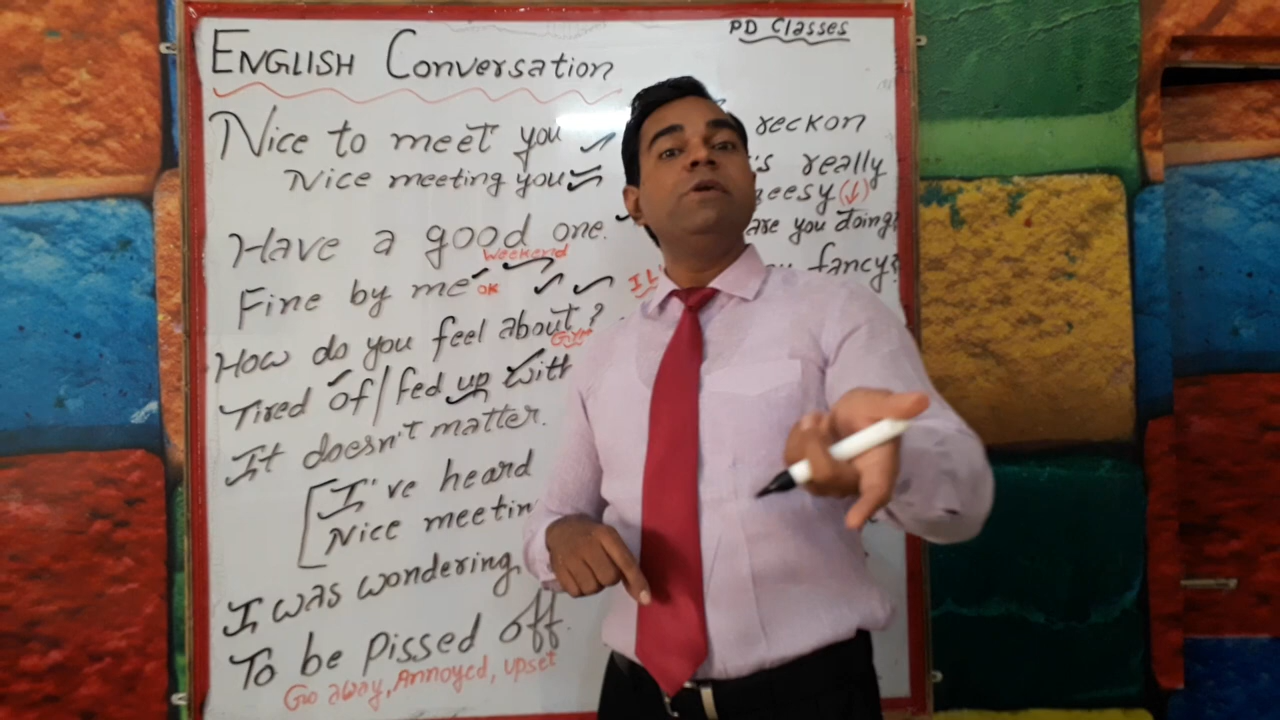 PD Classes
ENGLISH Conversation
Nice to meet you
Nice meeting you
Have a good one.
Weekend
Fine by me
OK
How do you feel about?
Tired of/fed up with
It doesn't matter.
I've heard
Nice
I was wondering,
To be pissed off.
Go away, Annoyed, upset
reckon
really
are you doing?
fancy?